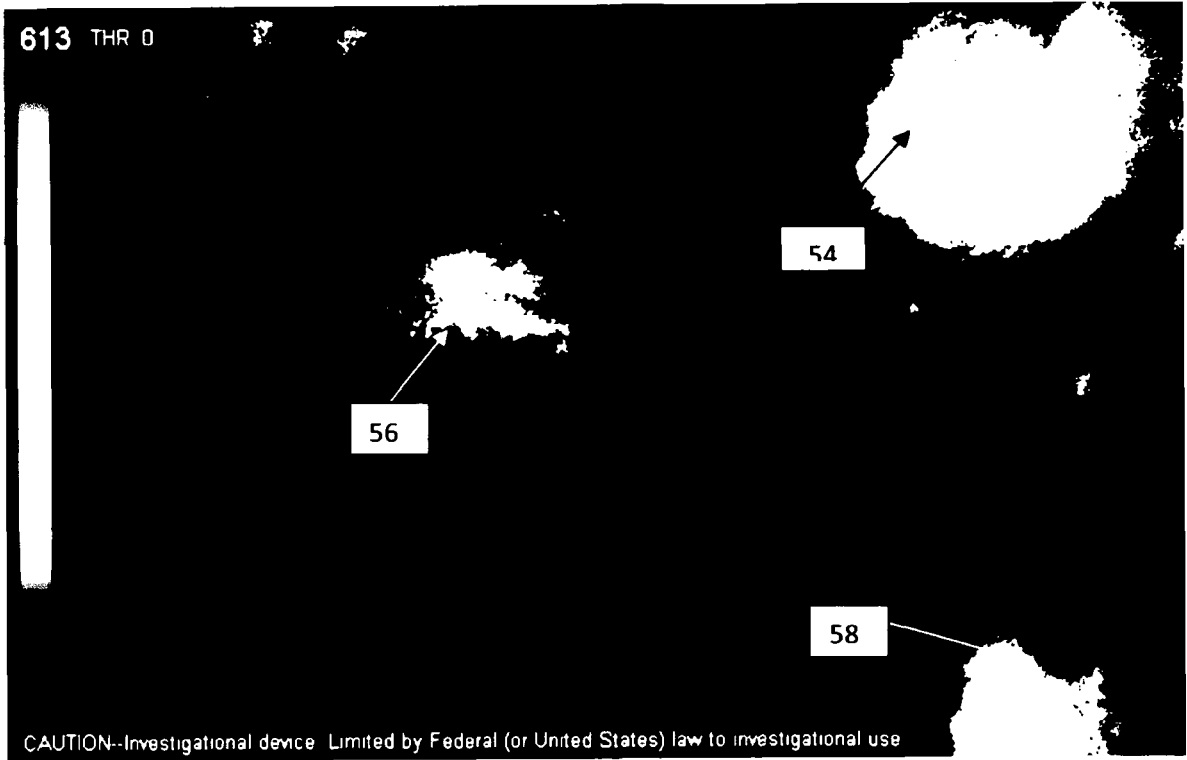 613 THR 0
54
56
58
CAUTION--Investigational device Limited by Federal (or United States) law to investigational use